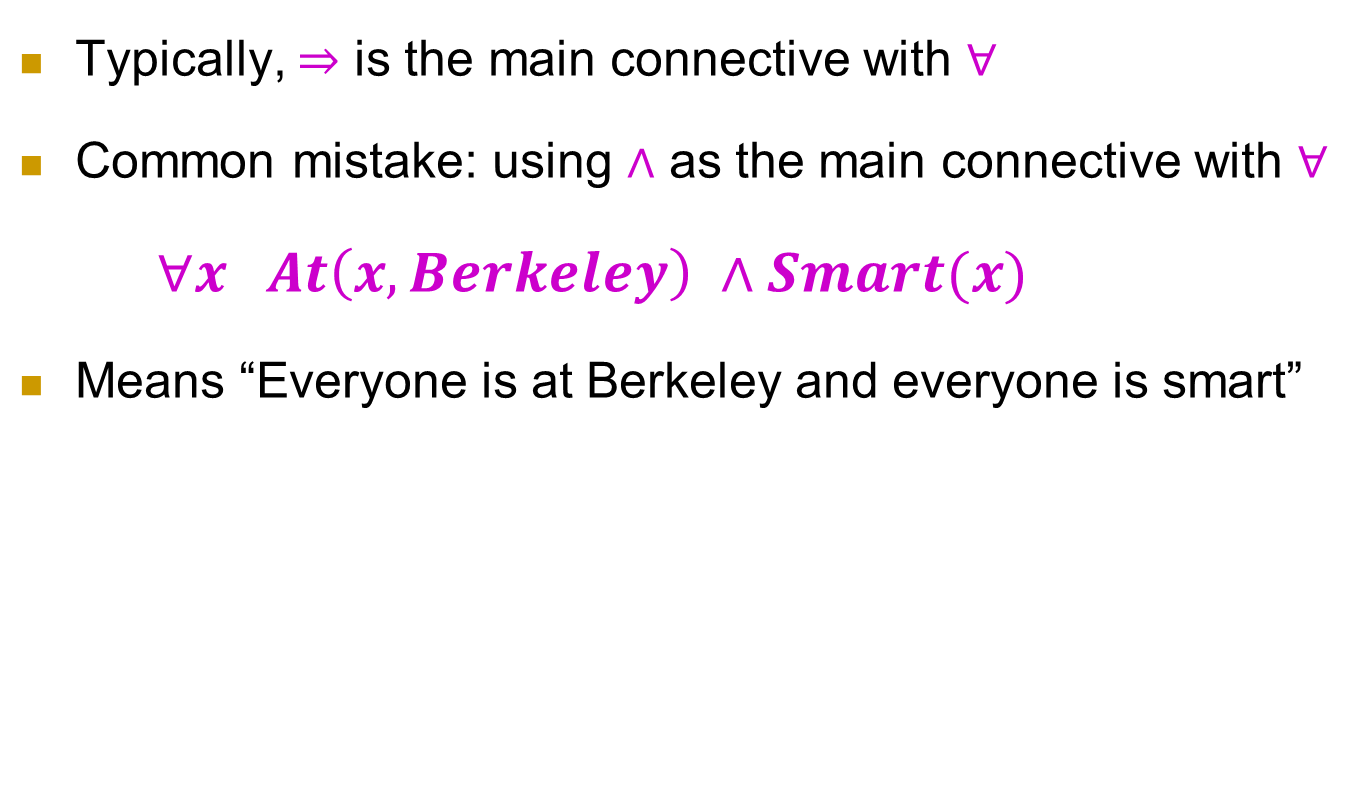 Typically, ⇒ is the main connective with ∀
Common mistake: using ∧ as the main connective with ∀
∀x At(x, Berkeley) ∧ Smart(x)
Means “Everyone is at Berkeley and everyone is smart”